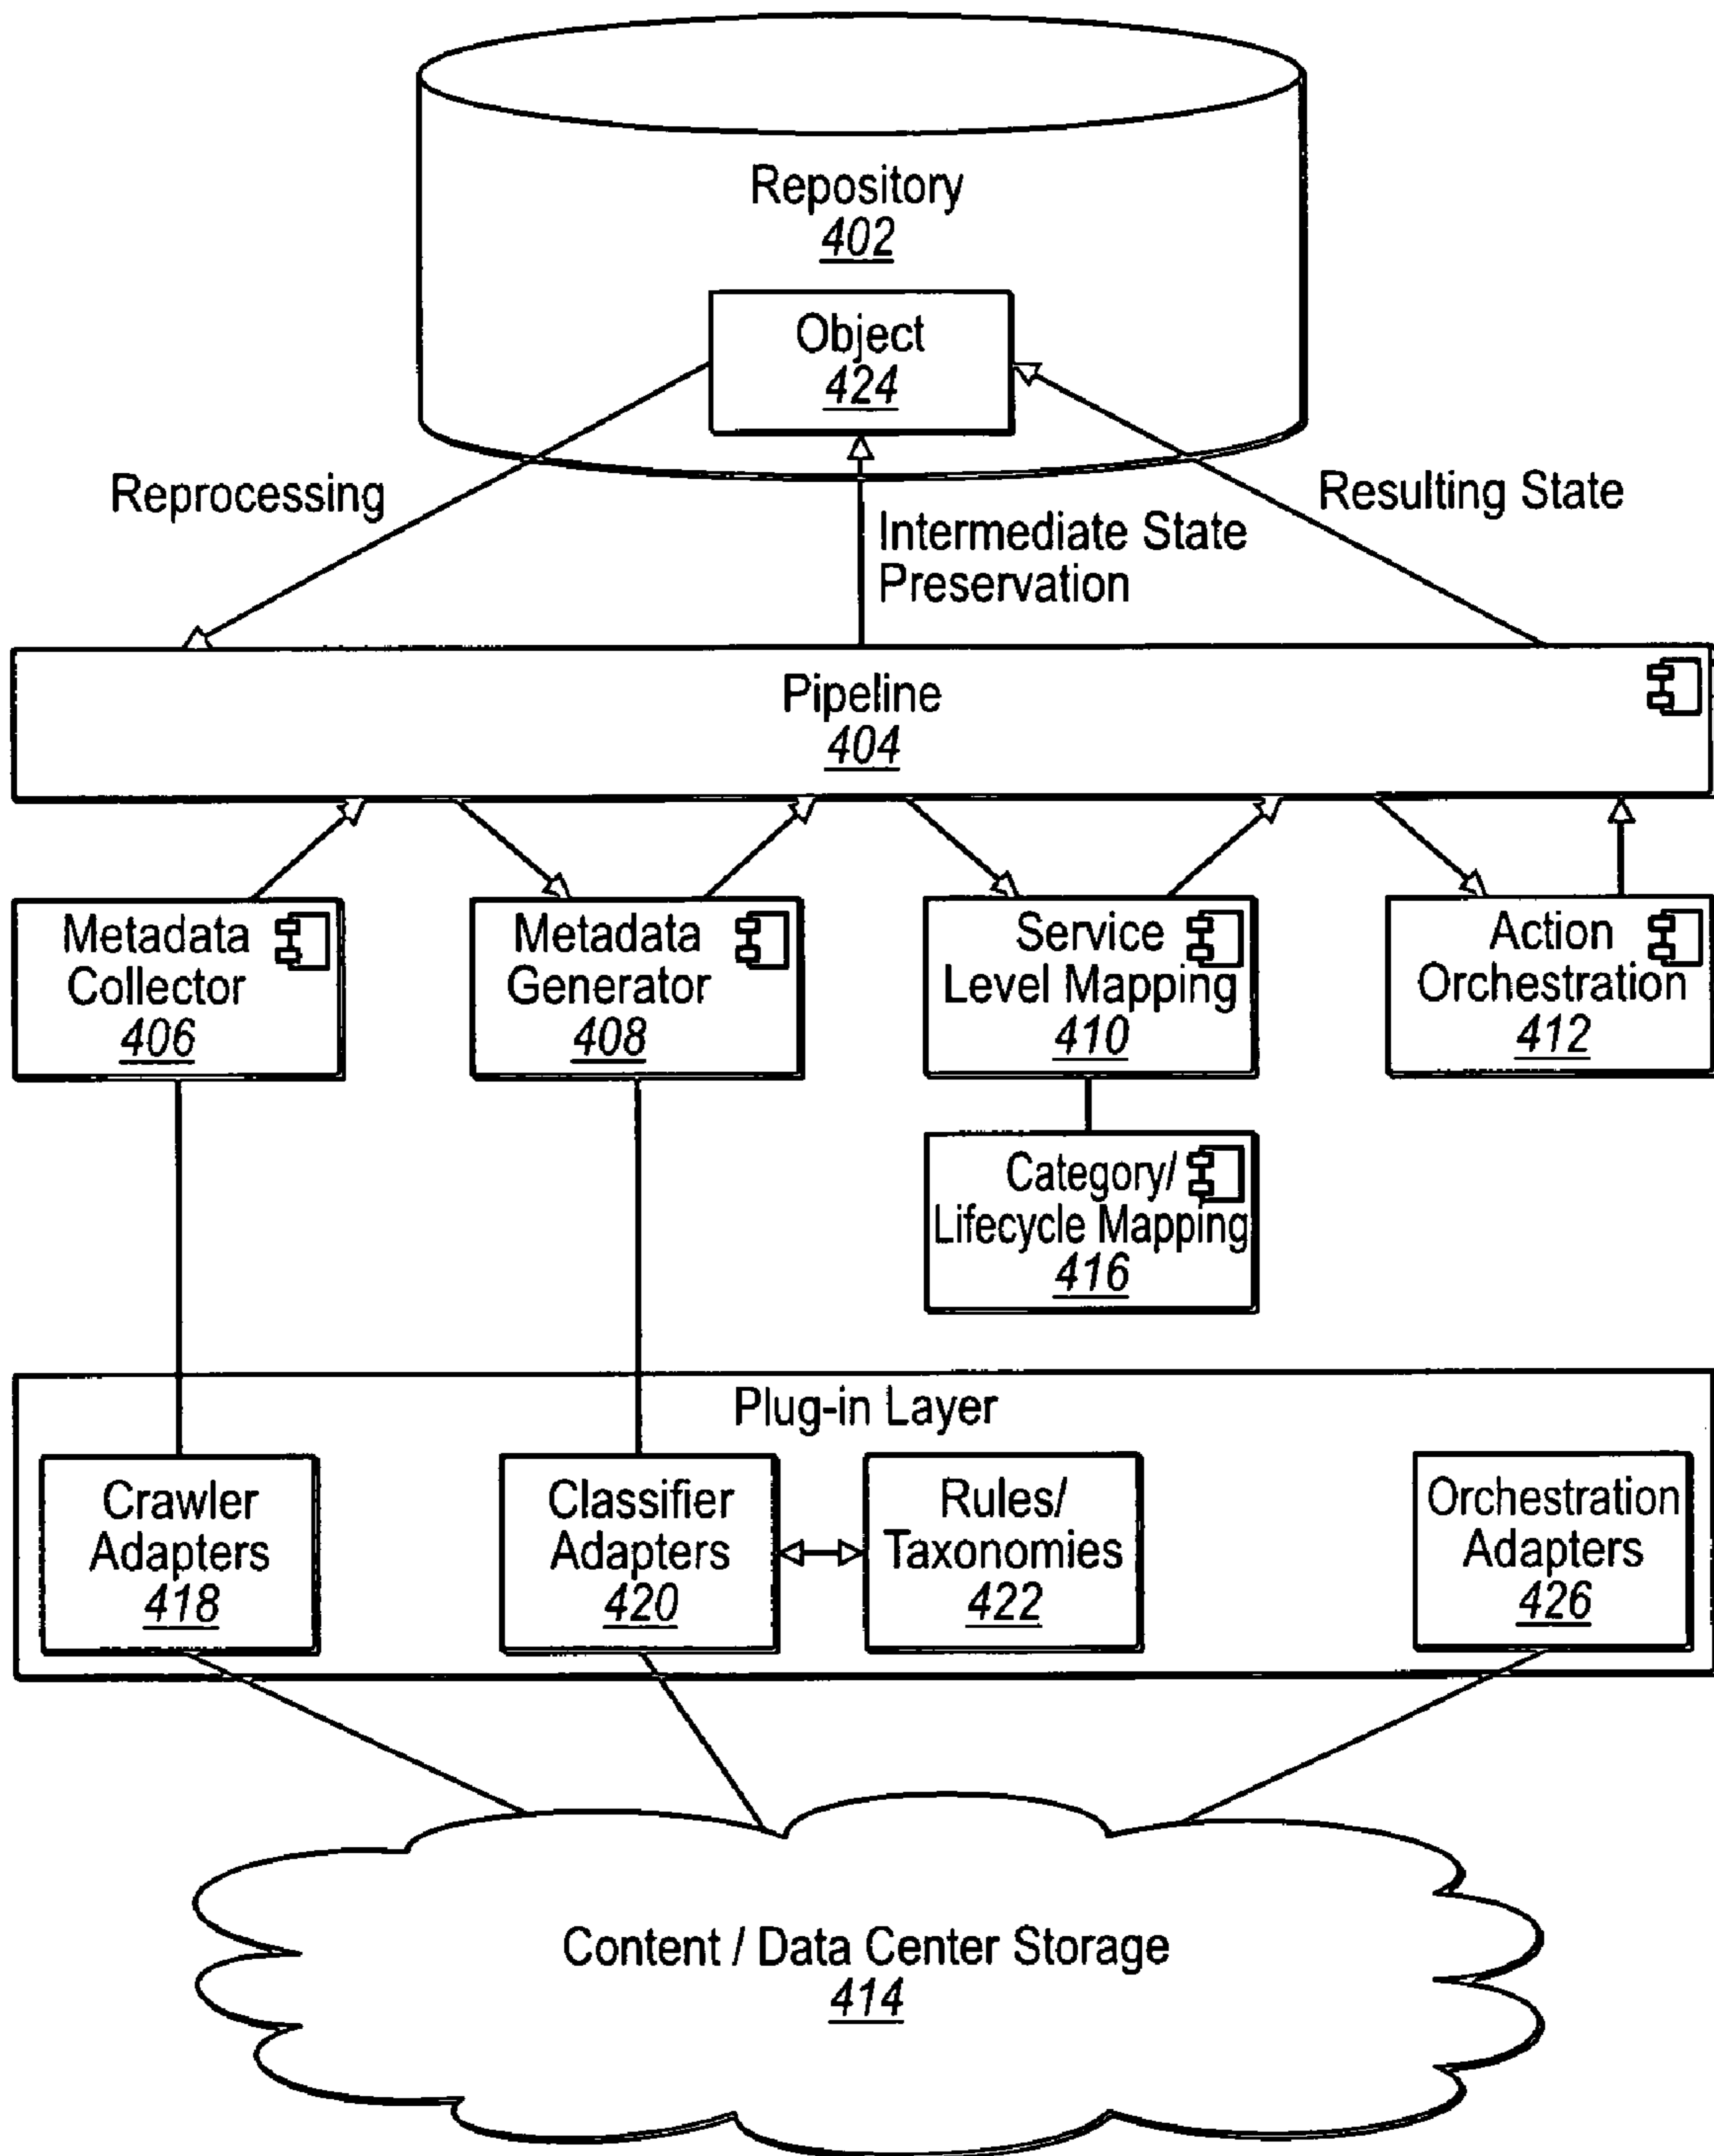 Repository
402
Object
424
Reprocessing
Resulting State
Intermediate State
Preservation
Pipeline
404
Metadata
Collector
406
Metadata
Generator
408
Service
Level Mapping
410
Action
Orchestration
412
Category/
Lifecycle Mapping
416
Plug-in Layer
Crawler
Adapters
418
Classifier
Adapters
420
Rules/
Taxonomies
422
Orchestration
Adapters
426
Content / Data Center Storage
414